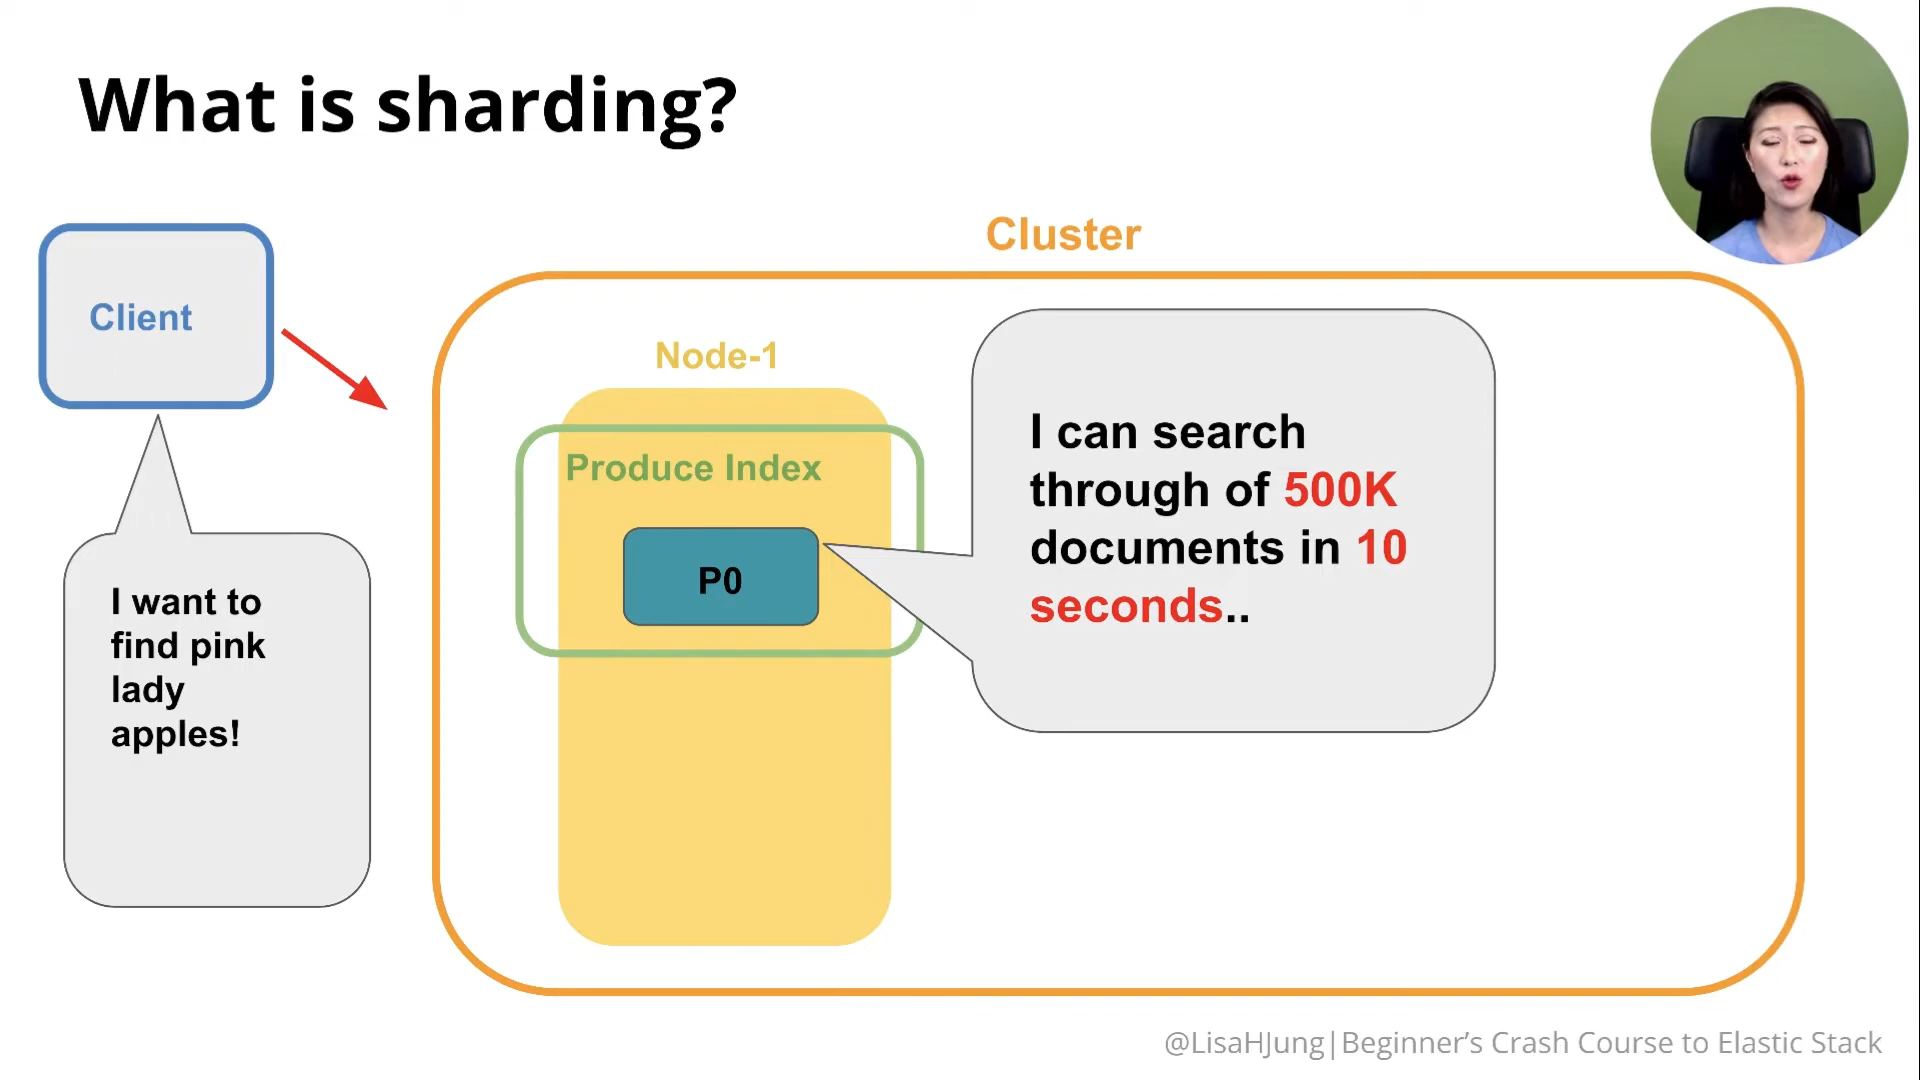 What is sharding?
Cluster
Client
Node-1
Produce Index
P0
I can search
through of 500K
documents in 10
seconds..
I want to
find pink
lady
apples!
@LisaHJung|Beginner's Crash Course to Elastic Stack